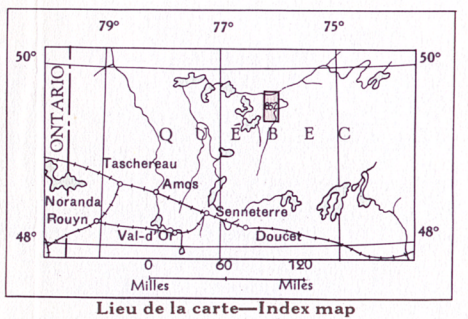 79° 77° 75°
50° 50°
ONTARIO
862
Q U E B E C
Taschereau
Amos
Noranda
Rouyn
Senneterre
Val-d'Or
Doucet
48° 48°
0 60 120
Milles Miles
Lieu de la carte—Index map